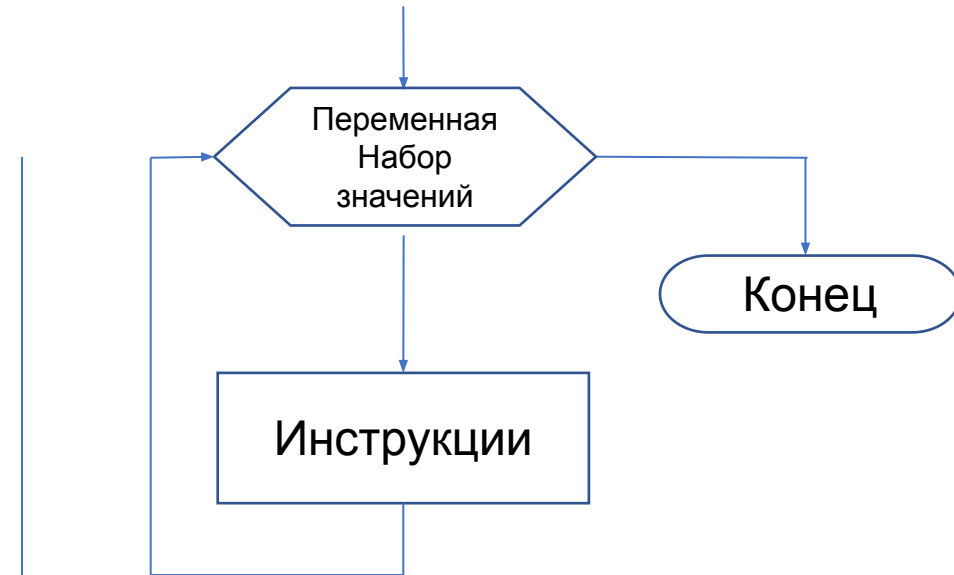 Переменная
Набор
значений
Конец
Инструкции